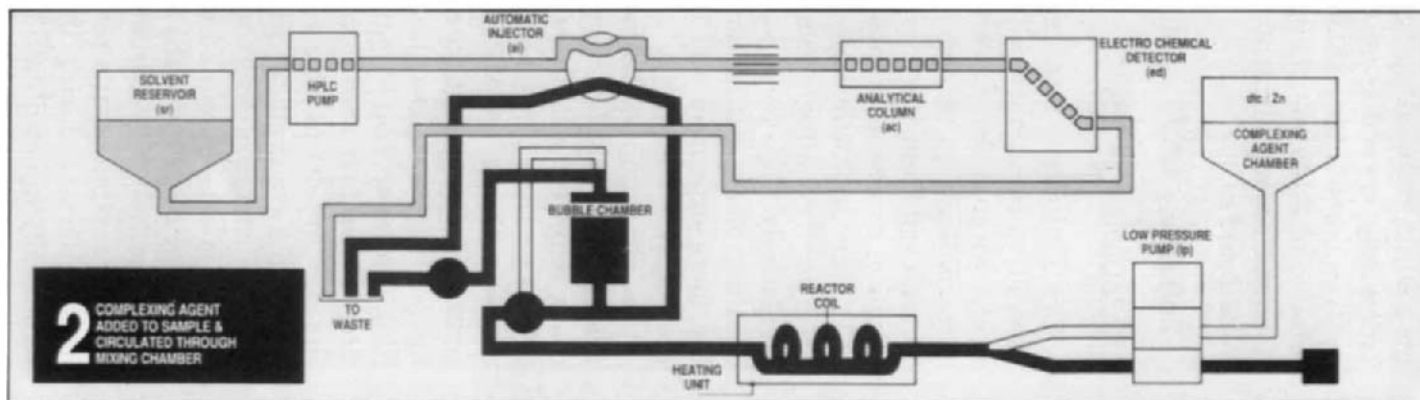 AUTOMATIC
INJECTOR
(ai)
SOLVENT
RESERVOIR
(sr)
HPLC
PUMP
ANALYTICAL
COLUMN
(ac)
ELECTRO CHEMICAL
DETECTOR
(ed)
dtc : Zn
COMPLEXING
AGENT
CHAMBER
BUBBLE CHAMBER
LOW PRESSURE
PUMP (lp)
2
COMPLEXING AGENT
ADDED TO SAMPLE &
CIRCULATED THROUGH
MIXING CHAMBER
TO
WASTE
REACTOR
COIL
HEATING
UNIT